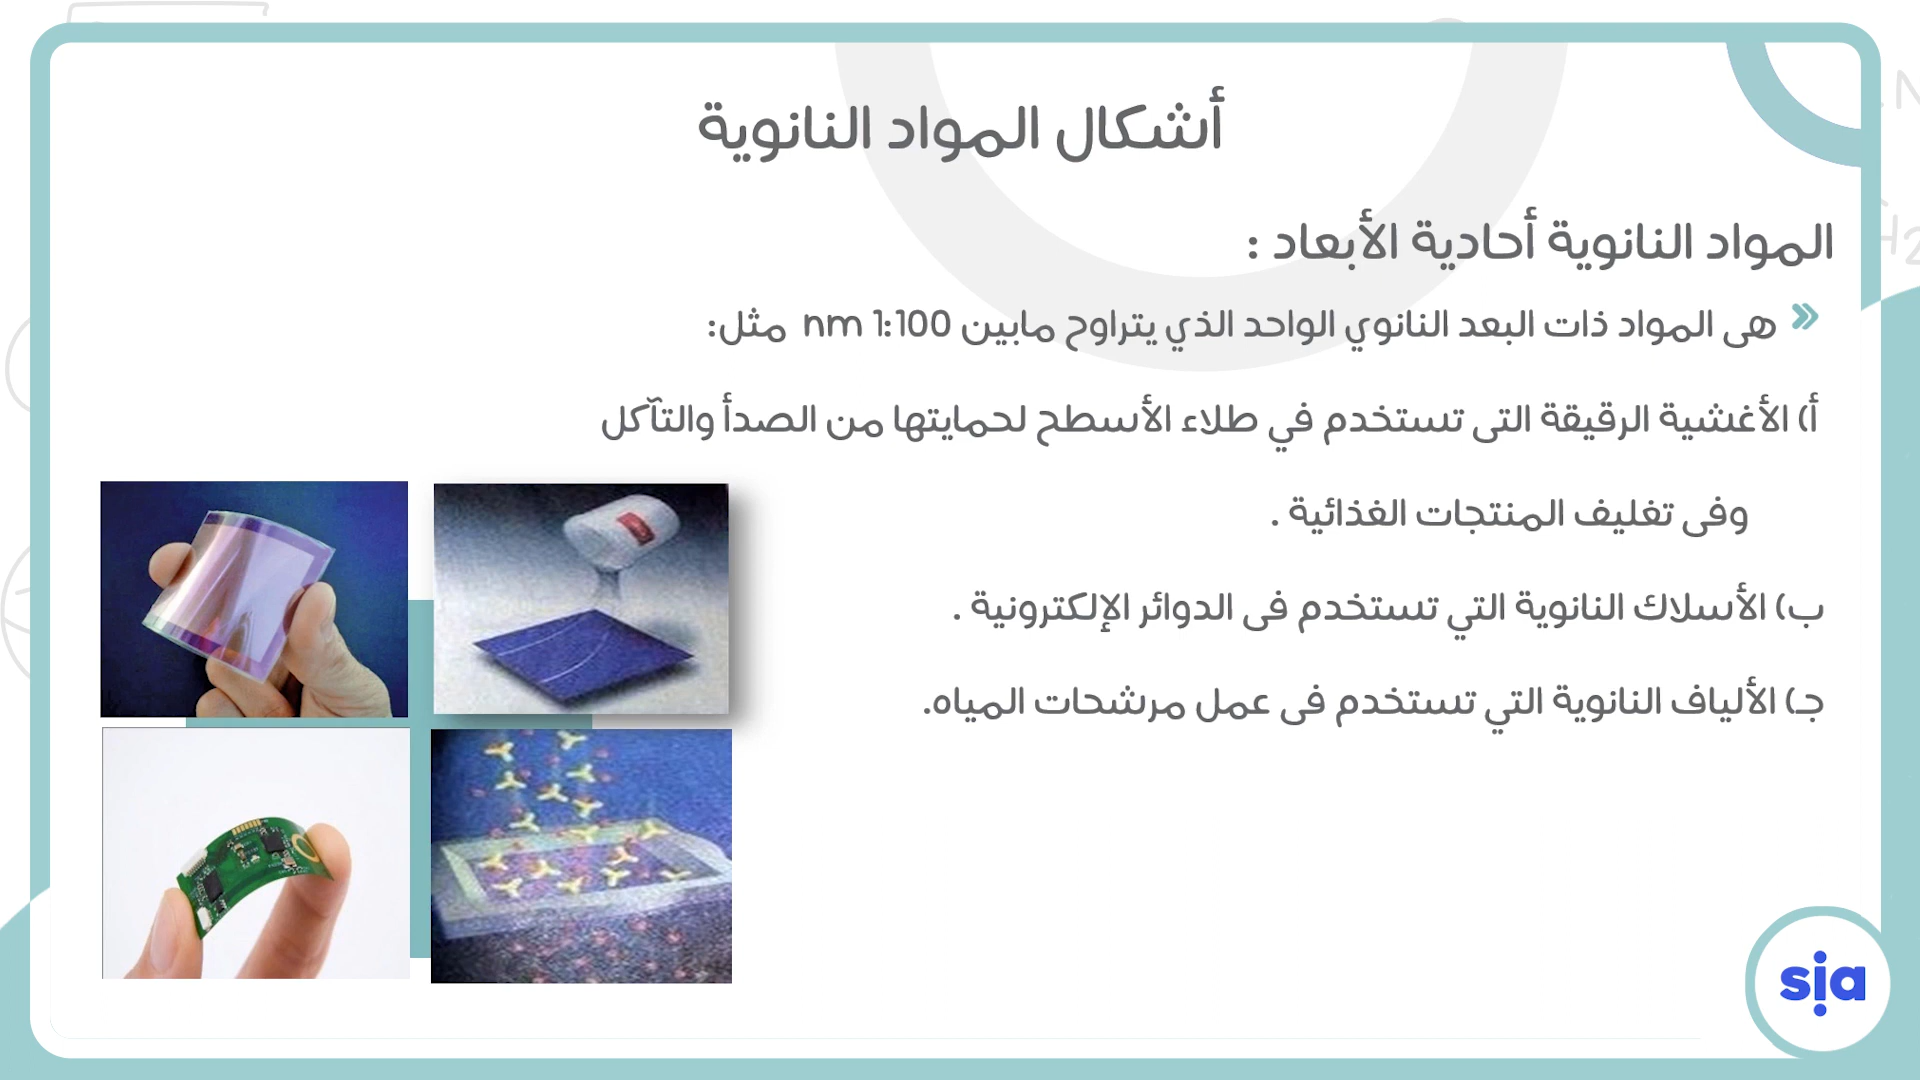 أشكال المواد النانوية
المواد النانوية أحادية الأبعاد :
هى المواد ذات البعد النانوي الواحد الذي يتراوح مابين 1:100 nm مثل:
أ) الأغشية الرقيقة التى تستخدم في طلاء الأسطح لحمايتها من الصدأ والتآكل
وفى تغليف المنتجات الغذائية .
ب) الأسلاك النانوية التي تستخدم فى الدوائر الإلكترونية .
جـ) الألياف النانوية التي تستخدم فى عمل مرشحات المياه.
sia